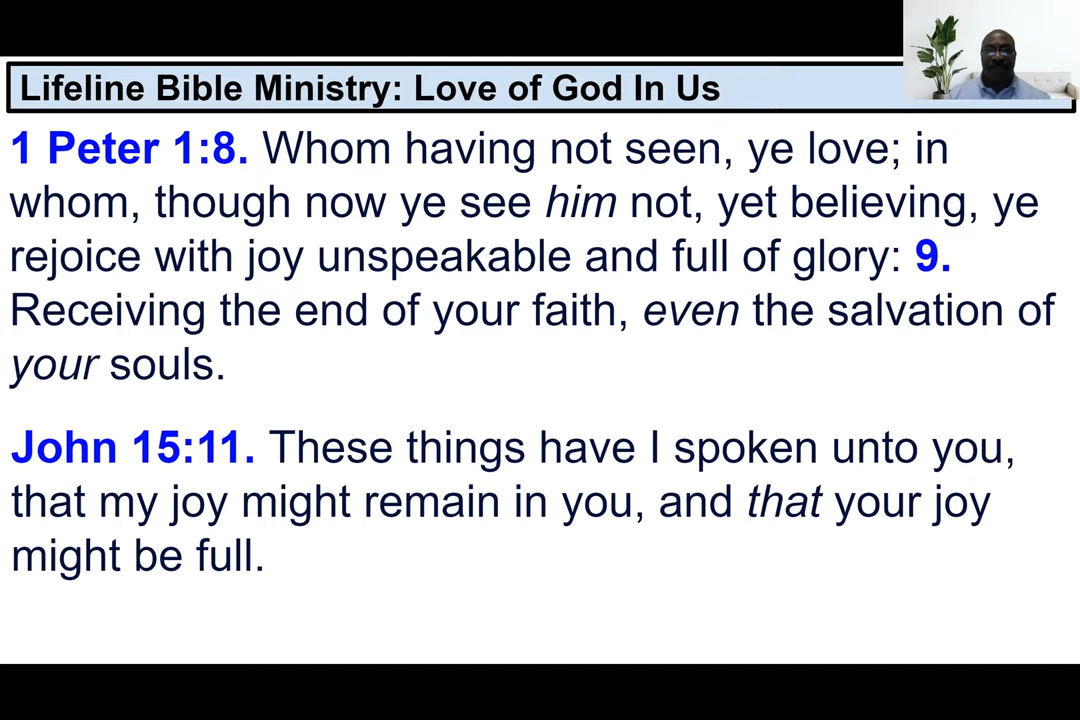 Lifeline Bible Ministry: Love of God In Us
1 Peter 1:8. Whom having not seen, ye love; in
whom, though now ye see him not, yet believing, ye
rejoice with joy unspeakable and full of glory: 9.
Receiving the end of your faith, even the salvation of
your souls.
John 15:11. These things have I spoken unto you,
that my joy might remain in you, and that your joy
might be full.